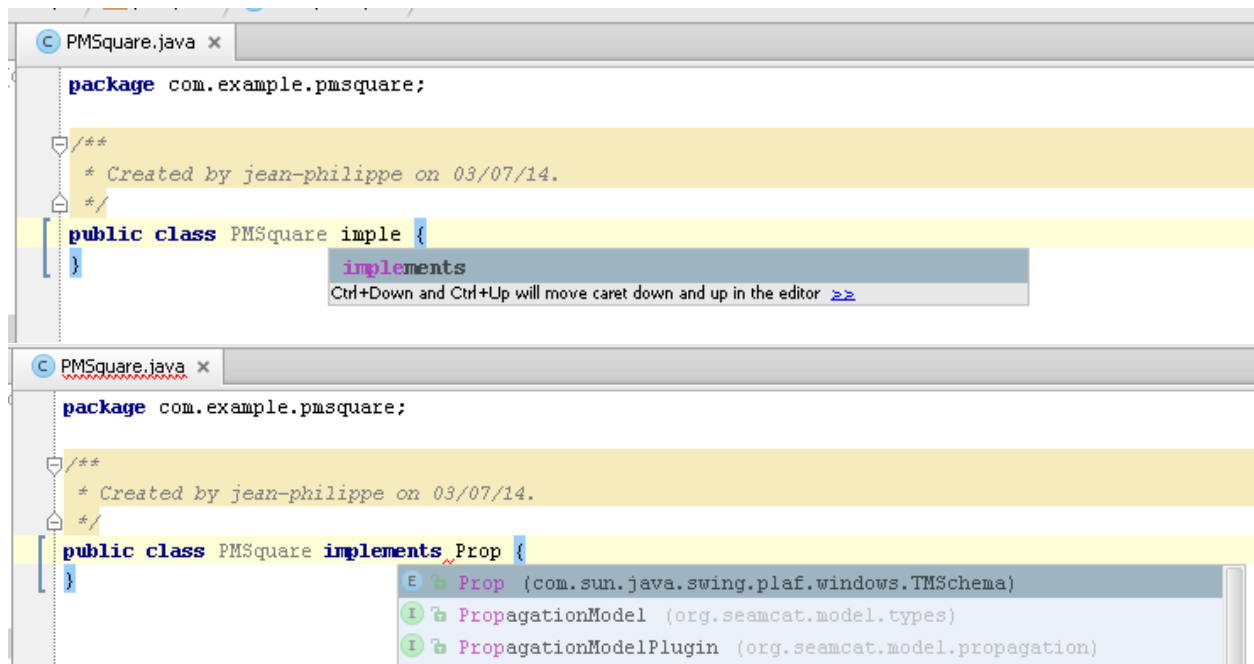 C PMSquare.java ×
package com.example.pmsquare;
/**
* Created by jean-philippe on 03/07/14.
*/
public class PMSquare imple {
}
implements
Ctrl+Down and Ctrl+Up will move caret down and up in the editor >>
C PMSquare.java ×
package com.example.pmsquare;
/**
* Created by jean-philippe on 03/07/14.
*/
public class PMSquare implements Prop {
}
E Prop (com.sun.java.swing.plaf.windows.TMSchema)
I PropagationModel (org.seamcat.model.types)
I PropagationModelPlugin (org.seamcat.model.propagation)